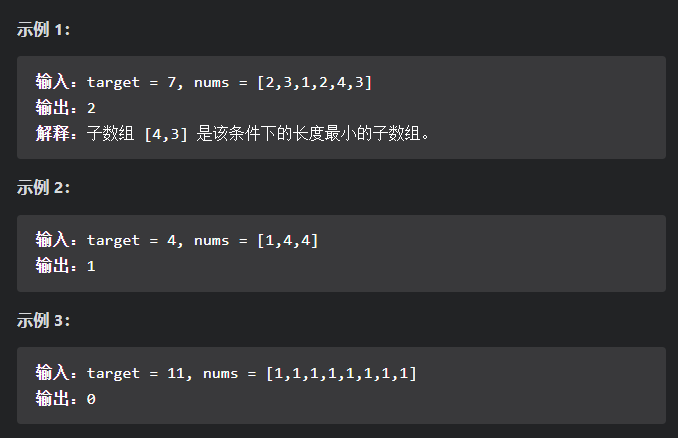 示例 1：
输入：target = 7, nums = [2,3,1,2,4,3]
输出：2
解释：子数组 [4,3] 是该条件下的长度最小的子数组。
示例 2：
输入：target = 4, nums = [1,4,4]
输出：1
示例 3：
输入：target = 11, nums = [1,1,1,1,1,1,1,1]
输出：0